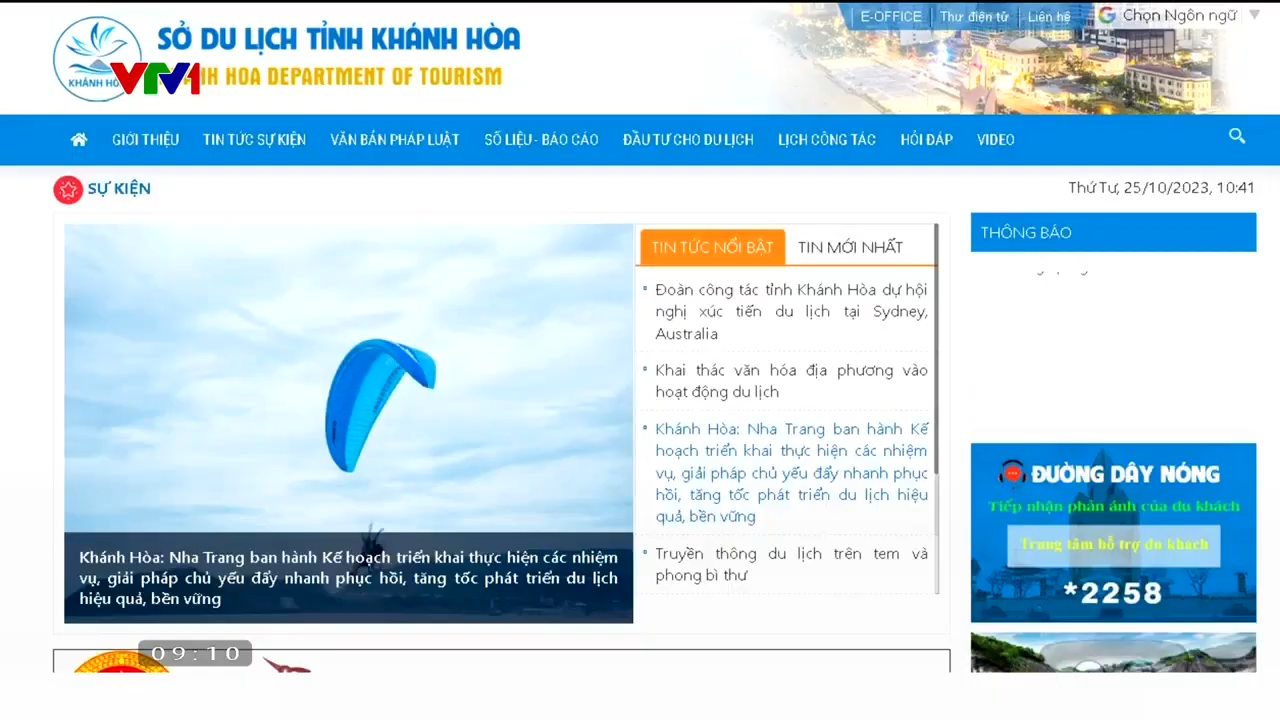 E-OFFICE Thư điện tử Liên hệ Chọn Ngôn ngữ
SỞ DU LỊCH TỈNH KHÁNH HÒA
HOA DEPARTMENT OF TOURISM
VTV1
GIỚI THIỆU TIN TỨC SỰ KIỆN VĂN BẢN PHÁP LUẬT SỐ LIỆU - BÁO CÁO ĐẦU TƯ CHO DU LỊCH LỊCH CÔNG TÁC HỎI ĐÁP VIDEO
SỰ KIỆN
Thứ Tư, 25/10/2023, 10:41
Khánh Hòa: Nha Trang ban hành Kế hoạch triển khai thực hiện các nhiệm
vụ, giải pháp chủ yếu đẩy nhanh phục hồi, tăng tốc phát triển du lịch
hiệu quả, bền vững
TIN TỨC NỔI BẬT TIN MỚI NHẤT
Đoàn công tác tỉnh Khánh Hòa dự hội
nghị xúc tiến du lịch tại Sydney,
Australia
Khai thác văn hóa địa phương vào
hoạt động du lịch
Khánh Hòa: Nha Trang ban hành Kế
hoạch triển khai thực hiện các nhiệm
vụ, giải pháp chủ yếu đẩy nhanh phục
hồi, tăng tốc phát triển du lịch hiệu
quả, bền vững
Truyền thông du lịch trên tem và
phong bì thư
THÔNG BÁO
ĐƯỜNG DÂY NÓNG
Tiếp nhận phản ánh của du khách
Trung tâm hỗ trợ du khách
*2258
09:10